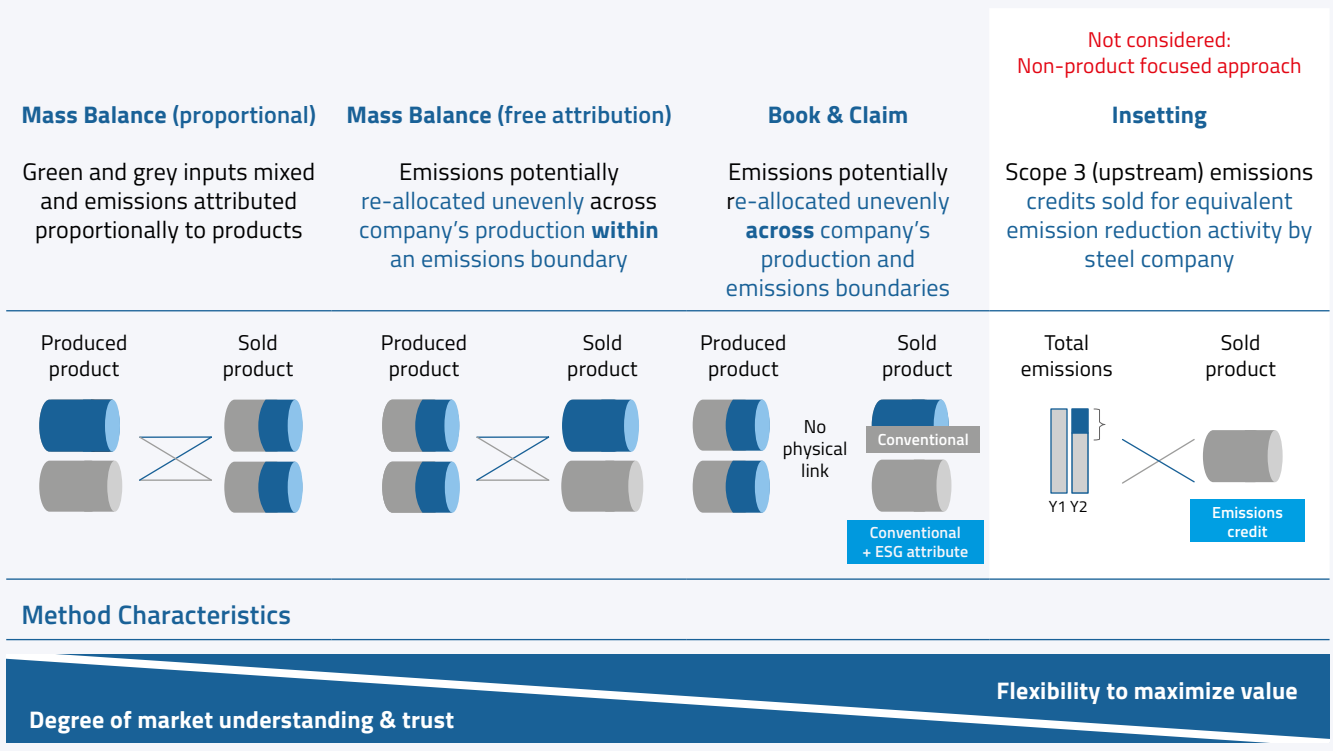 Not considered:
Non-product focused approach
Mass Balance (proportional)
Green and grey inputs mixed
and emissions attributed
proportionally to products
Mass Balance (free attribution)
Emissions potentially
re-allocated unevenly across
company's production within
an emissions boundary
Book & Claim
Emissions potentially
re-allocated unevenly
across company's
production and
emissions boundaries
Insetting
Scope 3 (upstream) emissions
credits sold for equivalent
emission reduction activity by
steel company
Produced
product
Sold
product
Produced
product
Sold
product
Produced
product
No
physical
link
Sold
product
Conventional
Conventional
+ ESG attribute
Total
emissions
Y1 Y2
Sold
product
Emissions
credit
Method Characteristics
Flexibility to maximize value
Degree of market understanding & trust